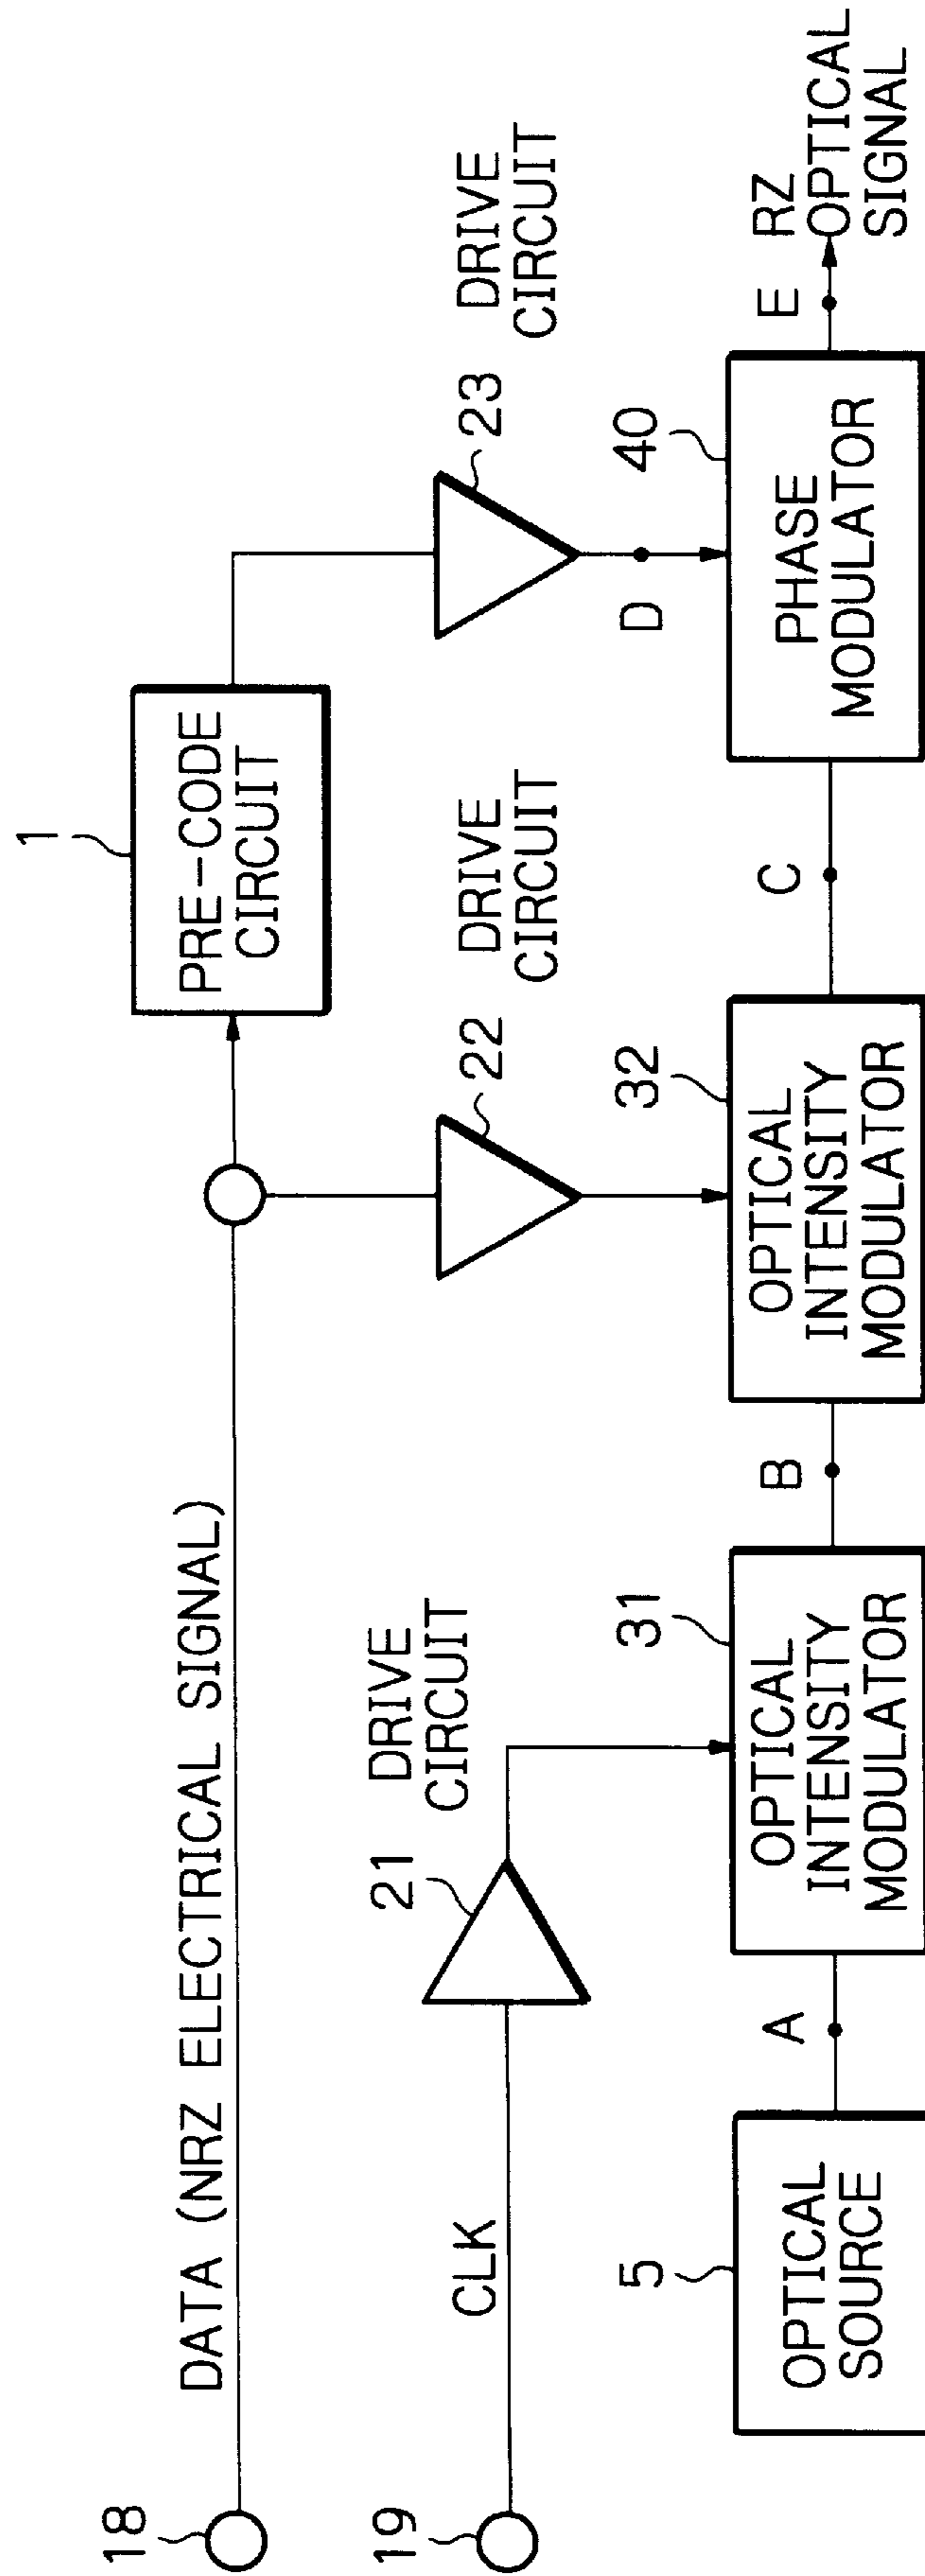 18
DATA (NRZ ELECTRICAL SIGNAL)
1
PRE-CODE
CIRCUIT
19
CLK
21
DRIVE
CIRCUIT
22
DRIVE
CIRCUIT
23
DRIVE
CIRCUIT
5
OPTICAL
SOURCE
A
31
OPTICAL
INTENSITY
MODULATOR
B
32
OPTICAL
INTENSITY
MODULATOR
C
D
40
PHASE
MODULATOR
E
RZ
OPTICAL
SIGNAL